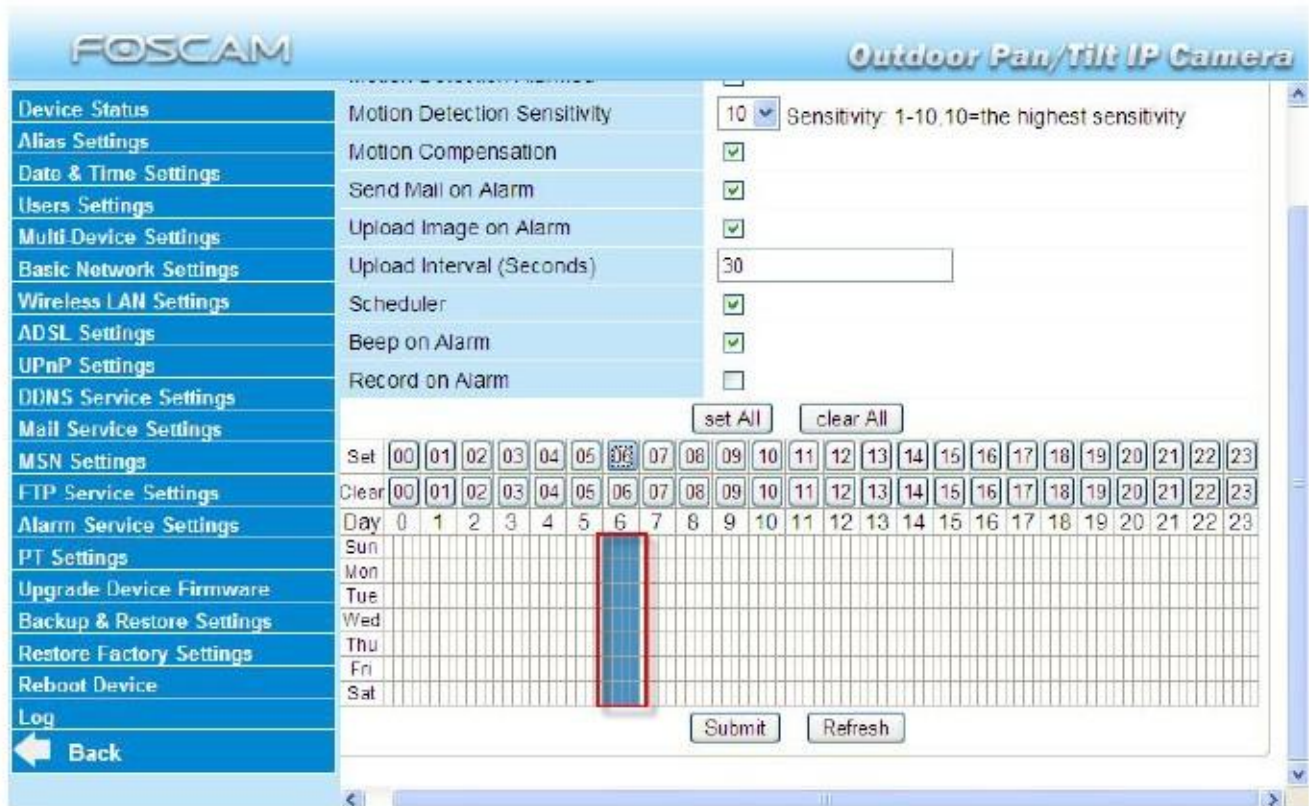 FOSCAM
Outdoor Pan/Tilt IP Camera
Device Status
Alias Settings
Date & Time Settings
Users Settings
Multi-Device Settings
Basic Network Settings
Wireless LAN Settings
ADSL Settings
UPnP Settings
DDNS Service Settings
Mail Service Settings
MSN Settings
FTP Service Settings
Alarm Service Settings
PT Settings
Upgrade Device Firmware
Backup & Restore Settings
Restore Factory Settings
Reboot Device
Log
Back
Motion Detection Sensitivity 10 Sensitivity: 1-10,10=the highest sensitivity
Motion Compensation
Send Mail on Alarm
Upload Image on Alarm
Upload Interval (Seconds) 30
Scheduler
Beep on Alarm
Record on Alarm
set All clear All
Set 00 01 02 03 04 05 06 07 08 09 10 11 12 13 14 15 16 17 18 19 20 21 22 23
Clear 00 01 02 03 04 05 06 07 08 09 10 11 12 13 14 15 16 17 18 19 20 21 22 23
Day 0 1 2 3 4 5 6 7 8 9 10 11 12 13 14 15 16 17 18 19 20 21 22 23
Sun
Mon
Tue
Wed
Thu
Fri
Sat
Submit Refresh